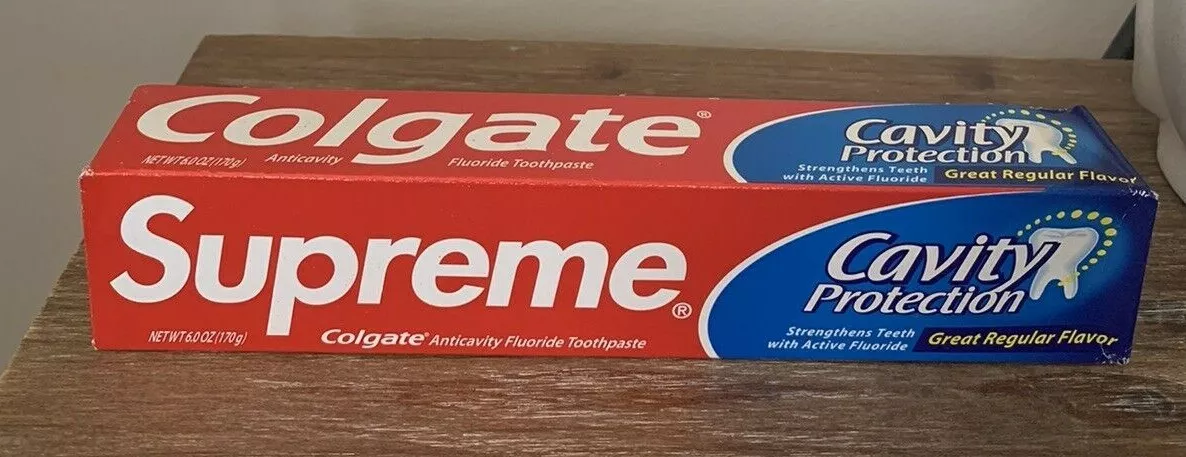 Colgate®
NET WT 6.0 OZ (170g) Anticavity Fluoride Toothpaste
Cavity
Protection
Strengthens Teeth
with Active Fluoride
Great Regular Flavor
Supreme®
NET WT 6.0 OZ (170g) Colgate® Anticavity Fluoride Toothpaste
Cavity
Protection
Strengthens Teeth
with Active Fluoride
Great Regular Flavor